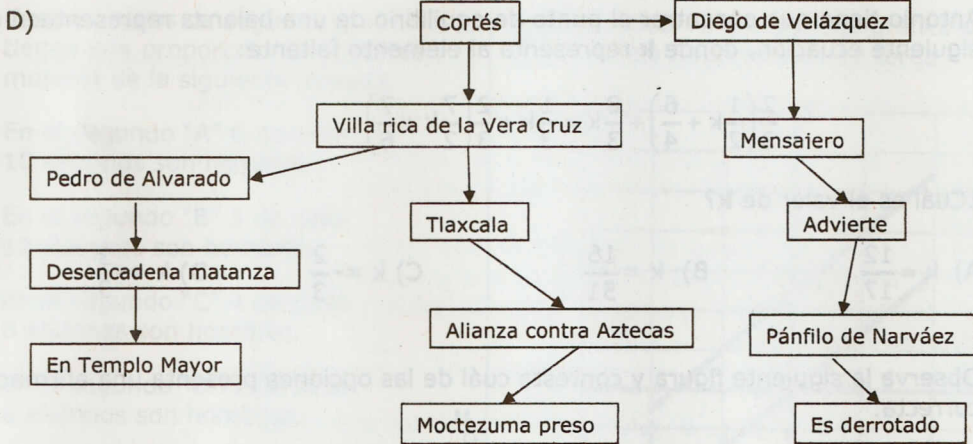 D)
Cortés
Diego de Velázquez
Villa rica de la Vera Cruz
Mensajero
Pedro de Alvarado
Tlaxcala
Advierte
Desencadena matanza
Alianza contra Aztecas
Pánfilo de Narváez
En Templo Mayor
Moctezuma preso
Es derrotado